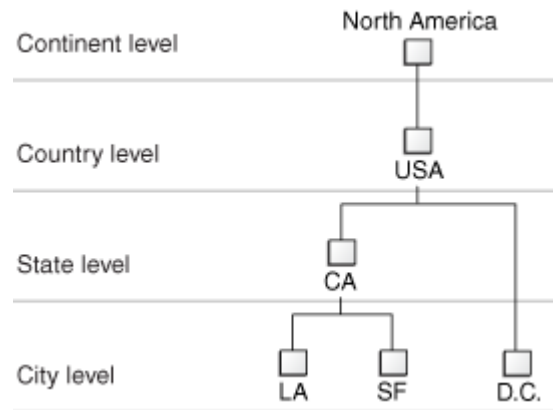 North America
Continent level
Country level
USA
State level
CA
City level
LA SF D.C.